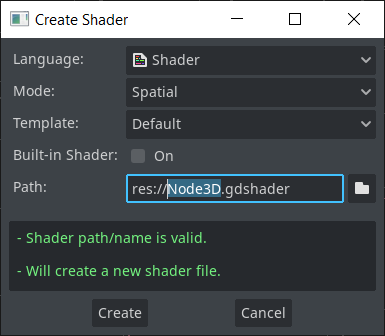 Create Shader
Language: Shader
Mode: Spatial
Template: Default
Built-in Shader: On
Path: res://Node3D.gdshader
- Shader path/name is valid.
- Will create a new shader file.
Create Cancel